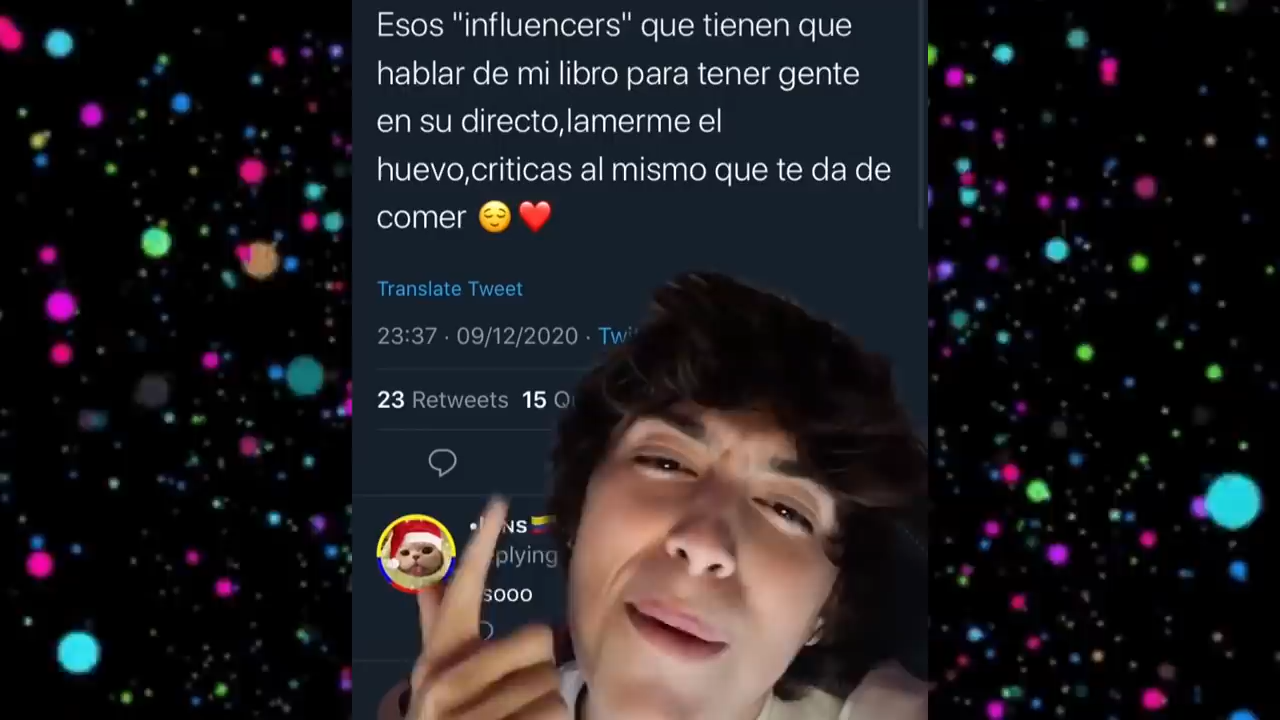 Esos "influencers" que tienen que
hablar de mi libro para tener gente
en su directo,lamerme el
huevo,criticas al mismo que te da de
comer 😌❤️
Translate Tweet
23:37 · 09/12/2020 ·
23 Retweets 15